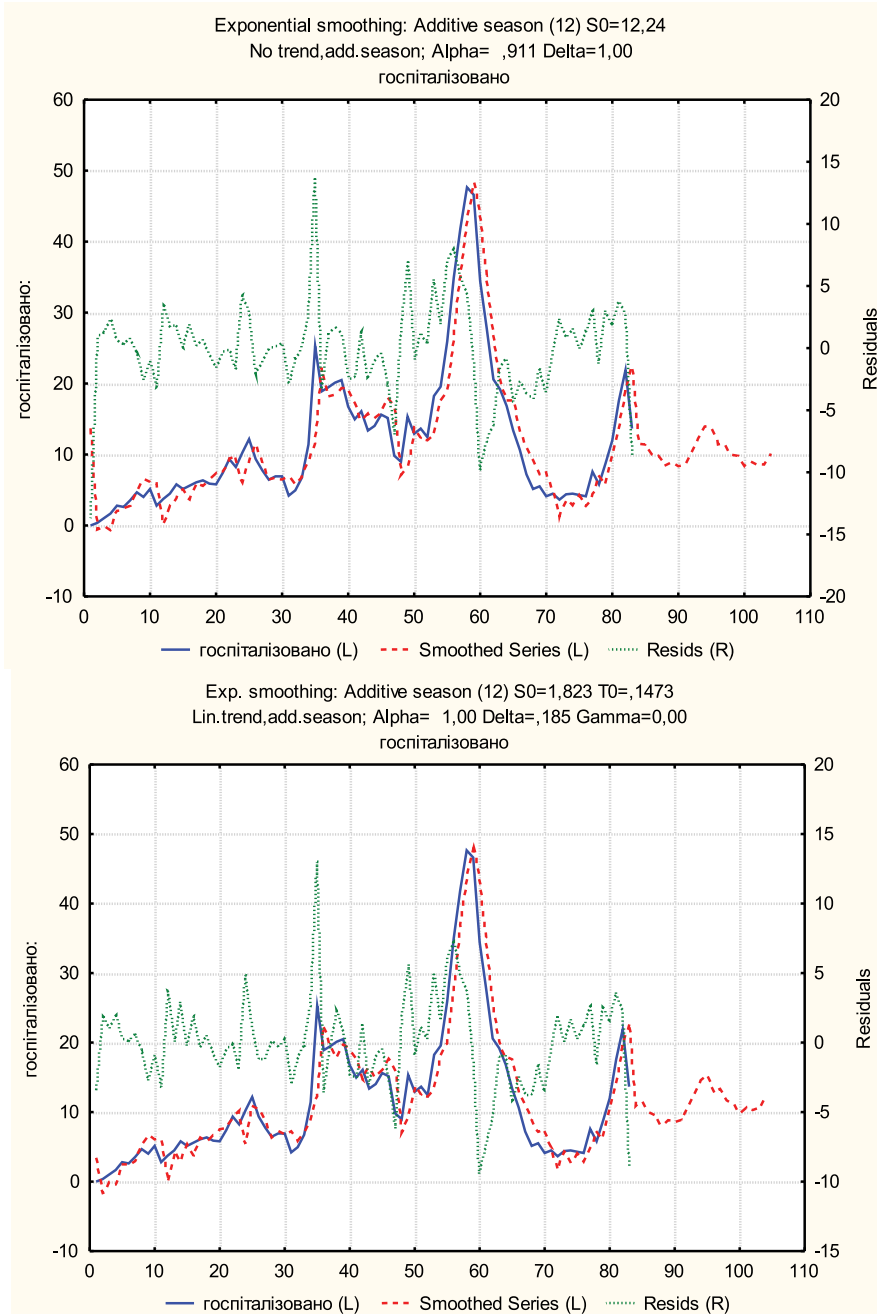 Exponential smoothing: Additive season (12) S0=12,24
No trend,add.season; Alpha= ,911 Delta=1,00
госпіталізовано
60
50
40
30
20
10
0
-10
госпіталізовано:
20
15
10
5
0
-5
-10
-15
-20
Residuals
0 10 20 30 40 50 60 70 80 90 100 110
госпіталізовано (L) Smoothed Series (L) Resids (R)
Exp. smoothing: Additive season (12) S0=1,823 T0=,1473
Lin.trend,add.season; Alpha= 1,00 Delta=,185 Gamma=0,00
госпіталізовано
60
50
40
30
20
10
0
-10
госпіталізовано:
20
15
10
5
0
-5
-10
-15
Residuals
0 10 20 30 40 50 60 70 80 90 100 110
госпіталізовано (L) Smoothed Series (L) Resids (R)